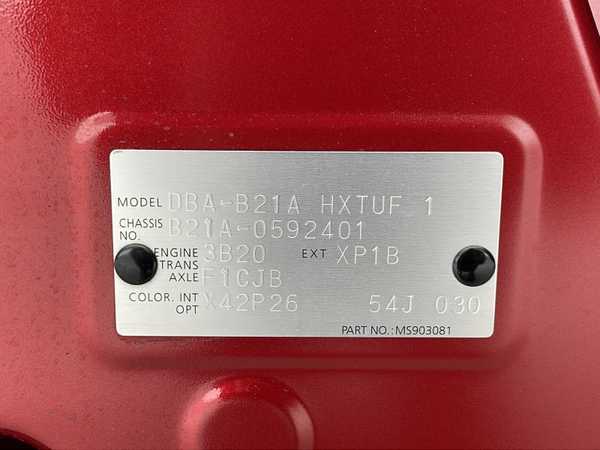 MODEL DBA-B21A HXTUF 1
CHASSIS NO. B21A-0592401
ENGINE 3B20 EXT XP1B
TRANS AXLE F1CJB
COLOR. INT OPT X42P26 54J 030
PART NO.:MS903081